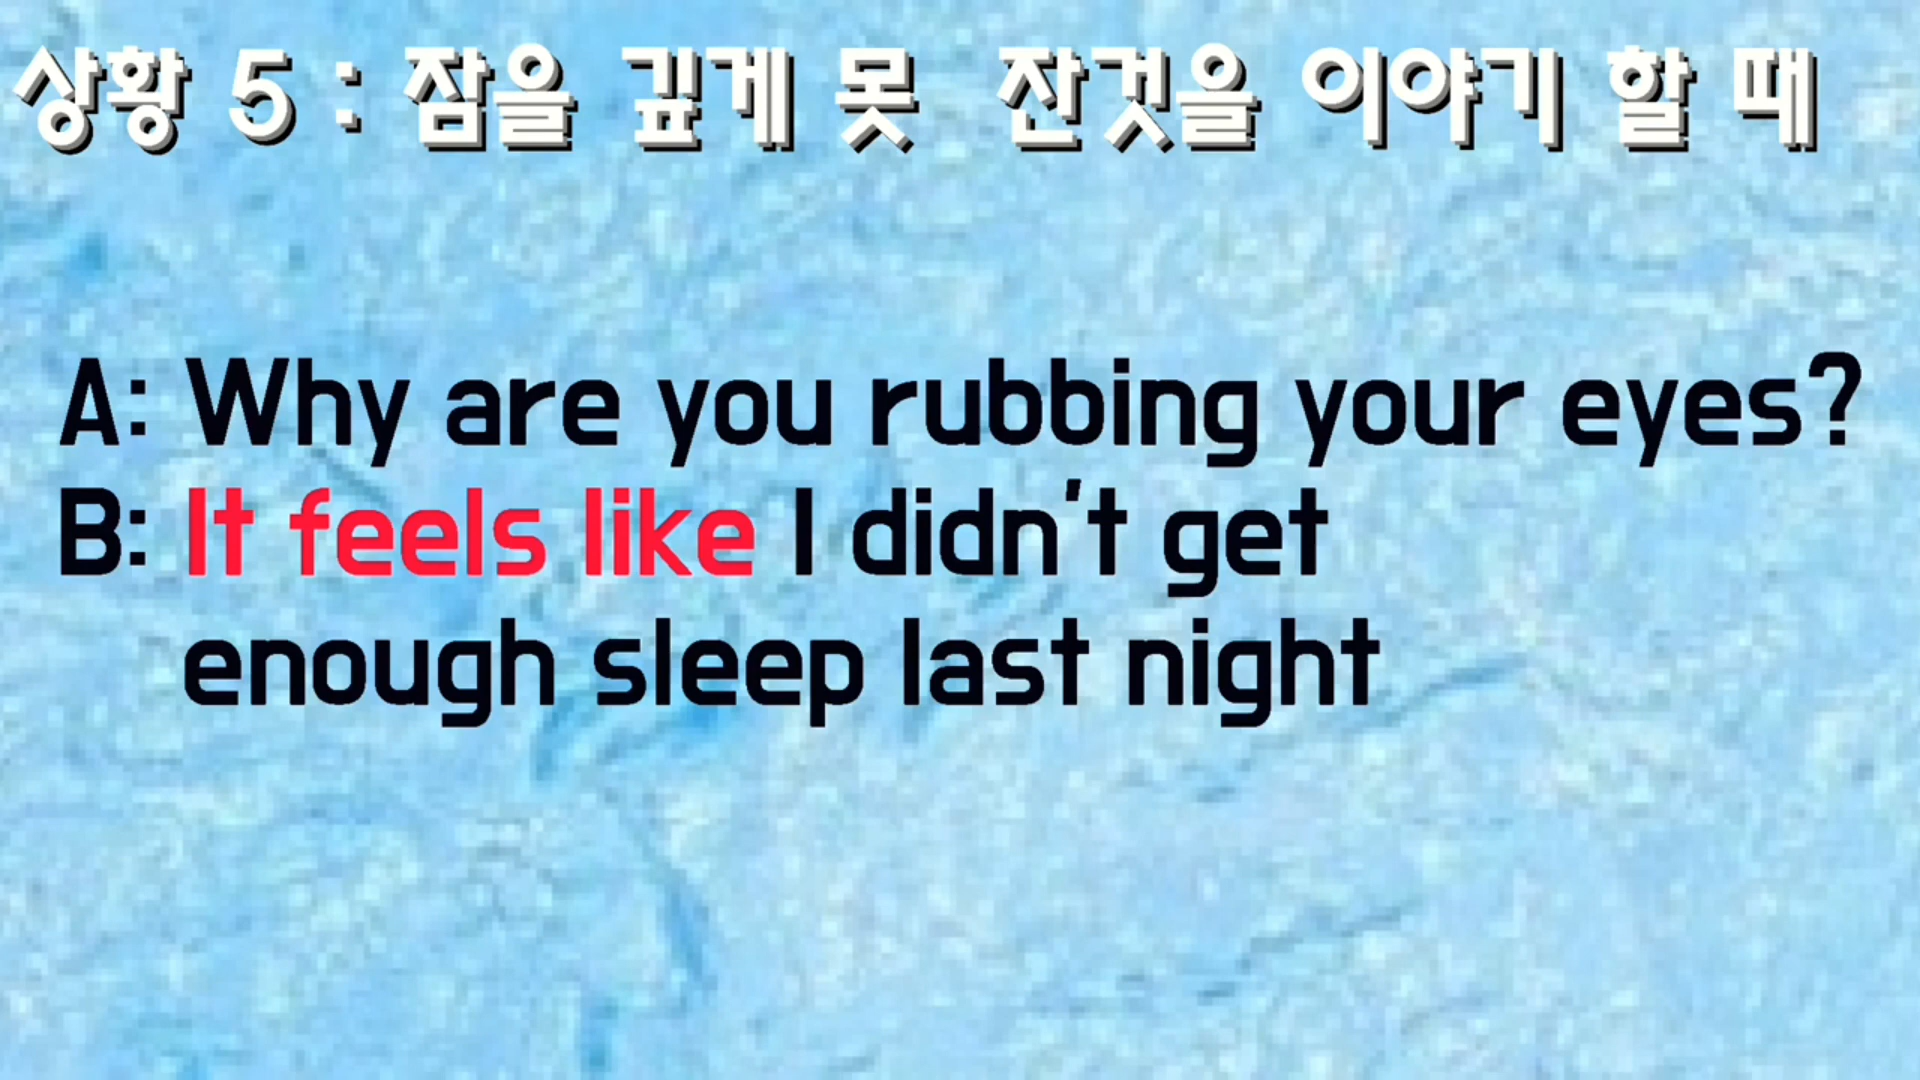 상황 5 : 잠을 깊게 못 잔것을 이야기 할 때
A: Why are you rubbing your eyes?
B: It feels like I didn't get
enough sleep last night